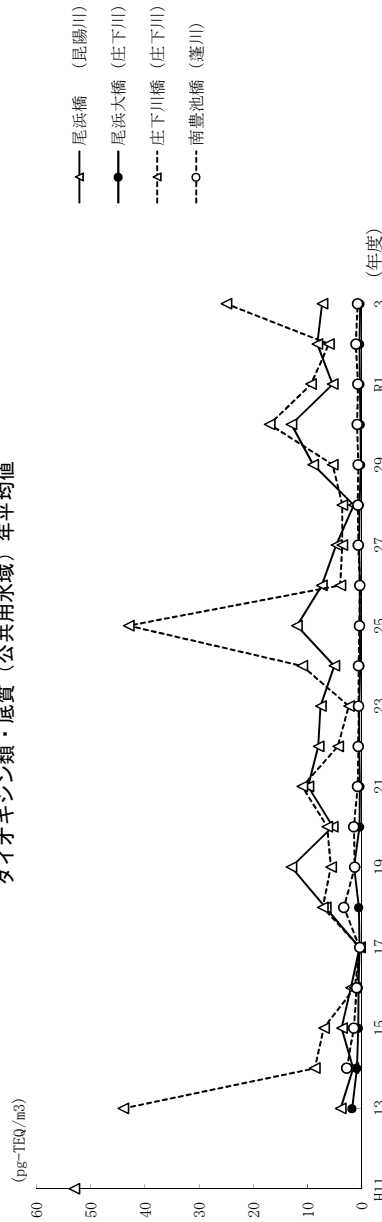 ダイオキシン類・底質（公共用水域）年平均値
(pg-TEQ/m3)
60
50
40
30
20
10
0
H11 13 15 17 19 21 23 25 27 29 R1 3
(年度)
尾浜橋　（昆陽川）
尾浜大橋（庄下川）
庄下川橋（庄下川）
南豊池橋（蓬川）